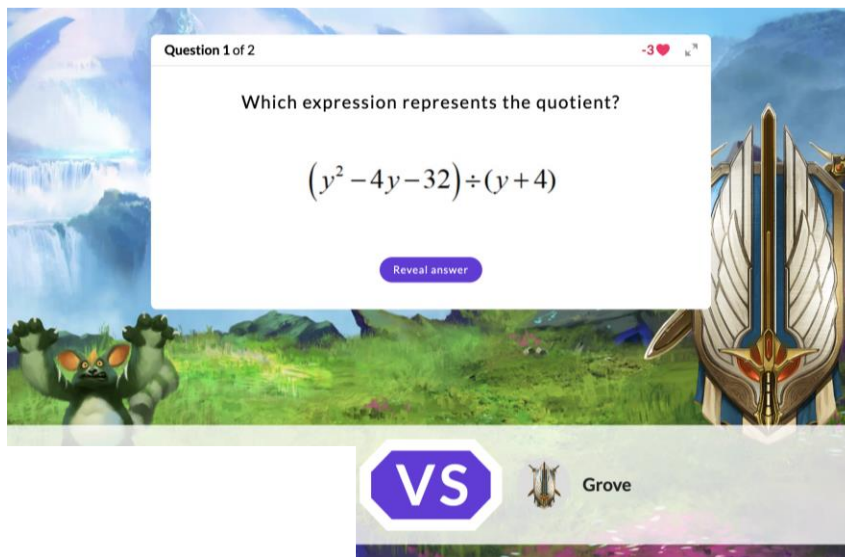 Question 1 of 2
-3❤
Which expression represents the quotient?
(y² − 4y − 32) ÷ (y + 4)
Reveal answer
VS
Grove